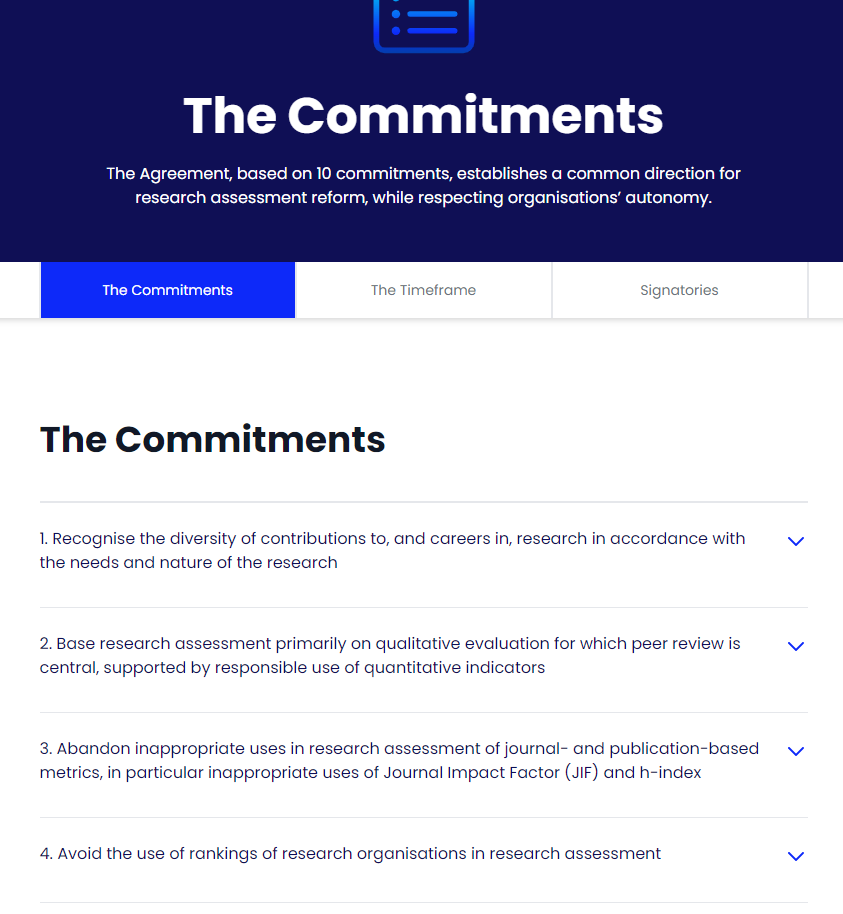 The Commitments
The Agreement, based on 10 commitments, establishes a common direction for
research assessment reform, while respecting organisations’ autonomy.
The Commitments
The Timeframe
Signatories
The Commitments
1. Recognise the diversity of contributions to, and careers in, research in accordance with
the needs and nature of the research
2. Base research assessment primarily on qualitative evaluation for which peer review is
central, supported by responsible use of quantitative indicators
3. Abandon inappropriate uses in research assessment of journal- and publication-based
metrics, in particular inappropriate uses of Journal Impact Factor (JIF) and h-index
4. Avoid the use of rankings of research organisations in research assessment